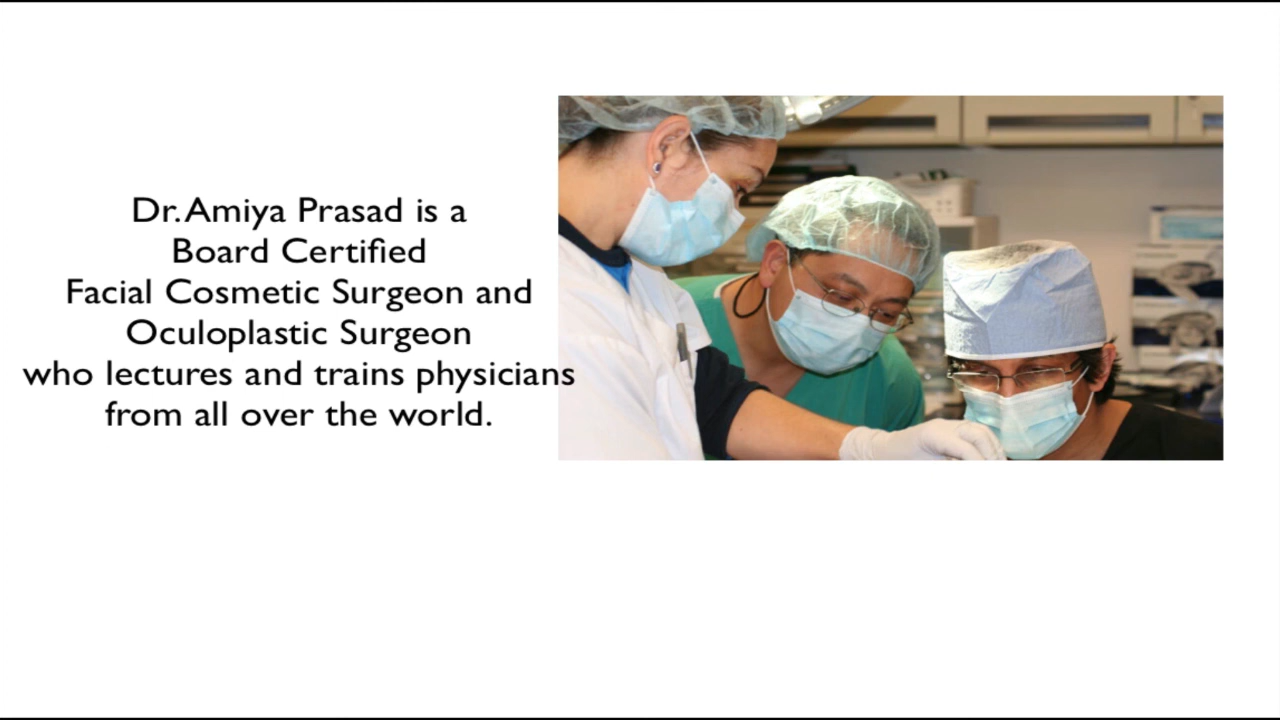 Dr. Amiya Prasad is a
Board Certified
Facial Cosmetic Surgeon and
Oculoplastic Surgeon
who lectures and trains physicians
from all over the world.